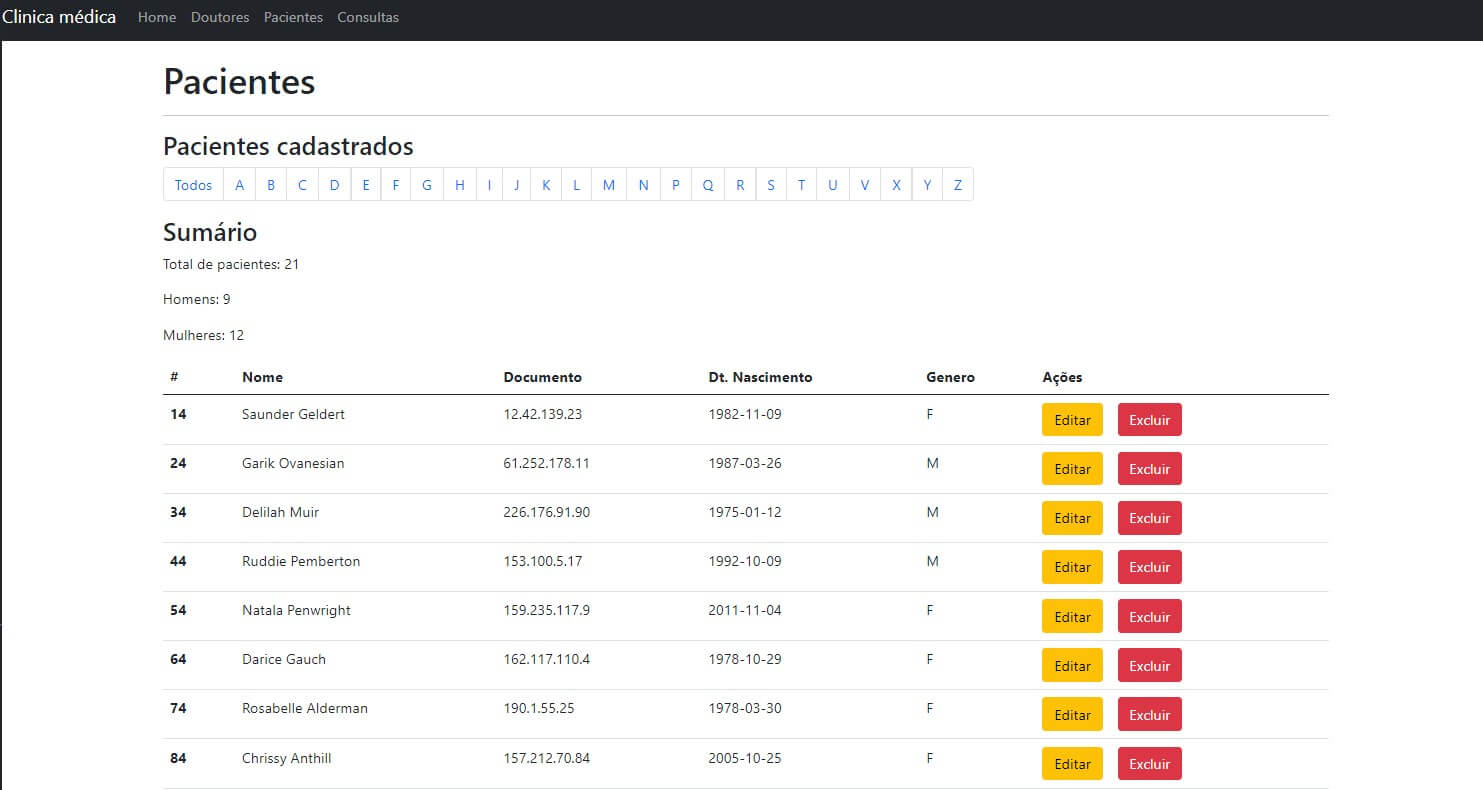 Clinica médica Home Doutores Pacientes Consultas
Pacientes
Pacientes cadastrados
Todos A B C D E F G H I J K L M N P Q R S T U V X Y Z
Sumário
Total de pacientes: 21
Homens: 9
Mulheres: 12
# Nome Documento Dt. Nascimento Genero Ações
14 Saunder Geldert 12.42.139.23 1982-11-09 F Editar Excluir
24 Garik Ovanesian 61.252.178.11 1987-03-26 M Editar Excluir
34 Delilah Muir 226.176.91.90 1975-01-12 M Editar Excluir
44 Ruddie Pemberton 153.100.5.17 1992-10-09 M Editar Excluir
54 Natala Penwright 159.235.117.9 2011-11-04 F Editar Excluir
64 Darice Gauch 162.117.110.4 1978-10-29 F Editar Excluir
74 Rosabelle Alderman 190.1.55.25 1978-03-30 F Editar Excluir
84 Chrissy Anthill 157.212.70.84 2005-10-25 F Editar Excluir